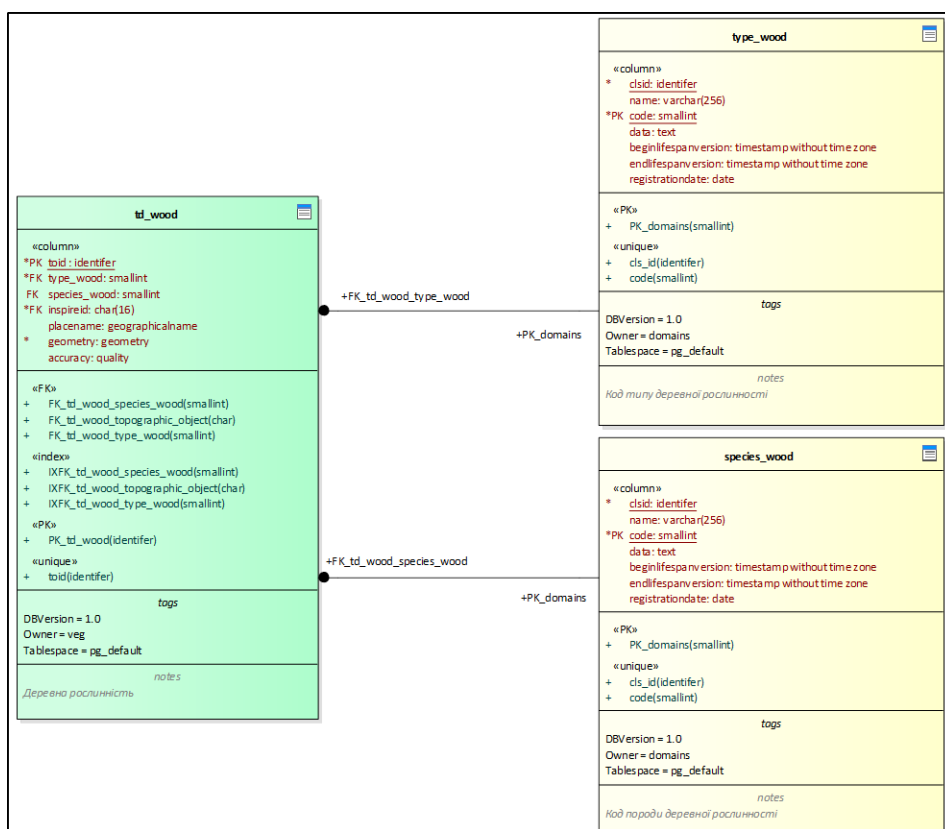 td_wood
«column»
*PK toid : identifer
*FK type_wood: smallint
FK species_wood: smallint
*FK inspireid: char(16)
placename: geographicalname
* geometry: geometry
accuracy: quality
«FK»
+ FK_td_wood_species_wood(smallint)
+ FK_td_wood_topographic_object(char)
+ FK_td_wood_type_wood(smallint)
«index»
+ IXFK_td_wood_species_wood(smallint)
+ IXFK_td_wood_topographic_object(char)
+ IXFK_td_wood_type_wood(smallint)
«PK»
+ PK_td_wood(identifer)
«unique»
+ toid(identifer)
tags
DBVersion = 1.0
Owner = veg
Tablespace = pg_default
notes
Деревна рослинність
+FK_td_wood_type_wood
+PK_domains
+FK_td_wood_species_wood
+PK_domains
type_wood
«column»
* clsid: identifer
name: varchar(256)
*PK code: smallint
data: text
beginlifespanversion: timestamp without time zone
endlifespanversion: timestamp without time zone
registrationdate: date
«PK»
+ PK_domains(smallint)
«unique»
+ cls_id(identifer)
+ code(smallint)
tags
DBVersion = 1.0
Owner = domains
Tablespace = pg_default
notes
Код типу деревної рослинності
species_wood
«column»
* clsid: identifer
name: varchar(256)
*PK code: smallint
data: text
beginlifespanversion: timestamp without time zone
endlifespanversion: timestamp without time zone
registrationdate: date
«PK»
+ PK_domains(smallint)
«unique»
+ cls_id(identifer)
+ code(smallint)
tags
DBVersion = 1.0
Owner = domains
Tablespace = pg_default
notes
Код породи деревної рослинності